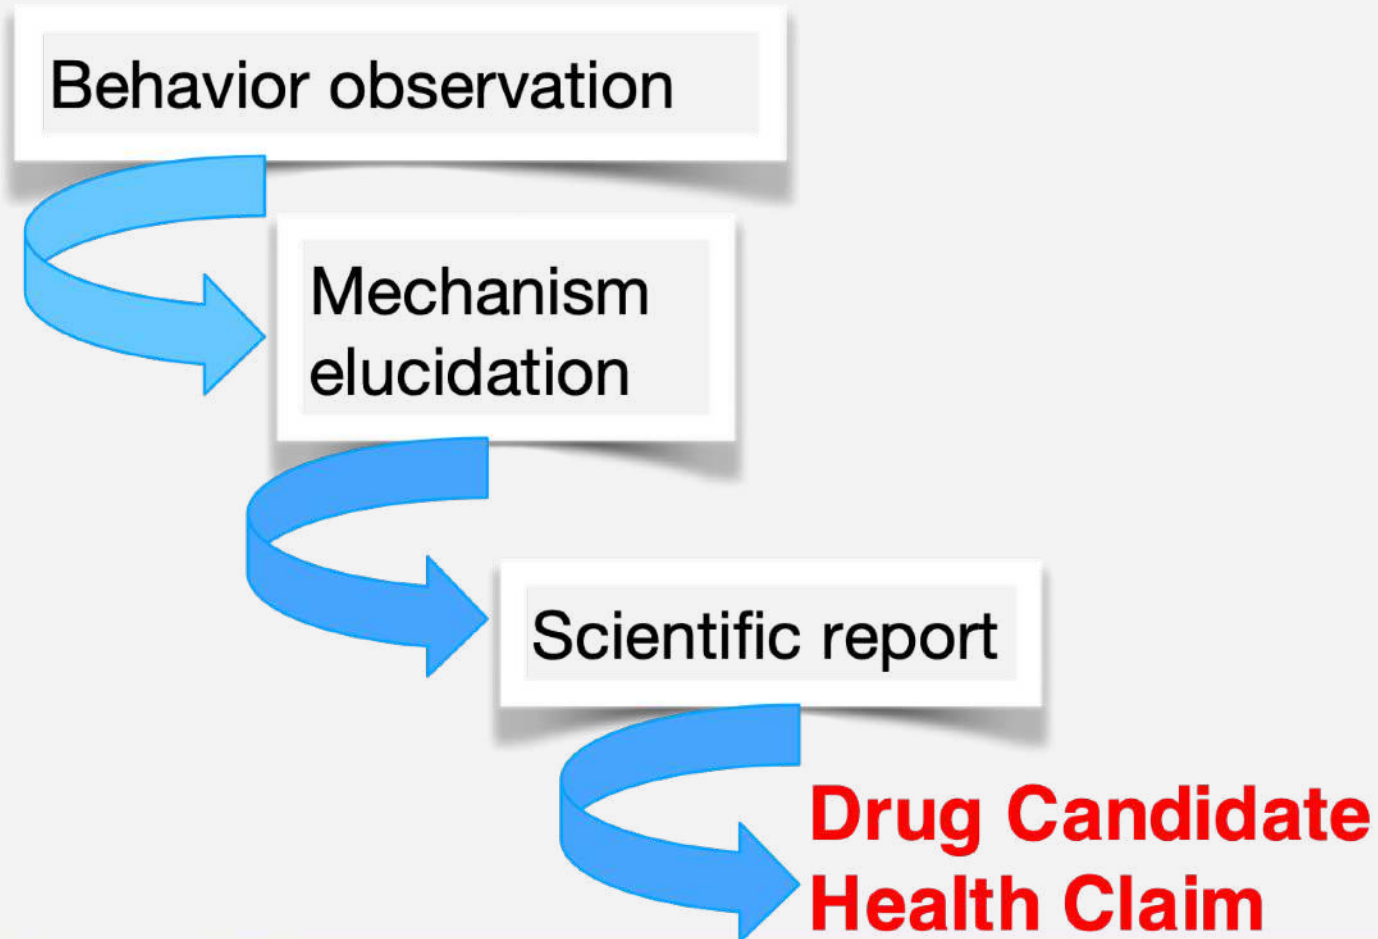 Behavior observation
Mechanism
elucidation
Scientific report
Drug Candidate
Health Claim